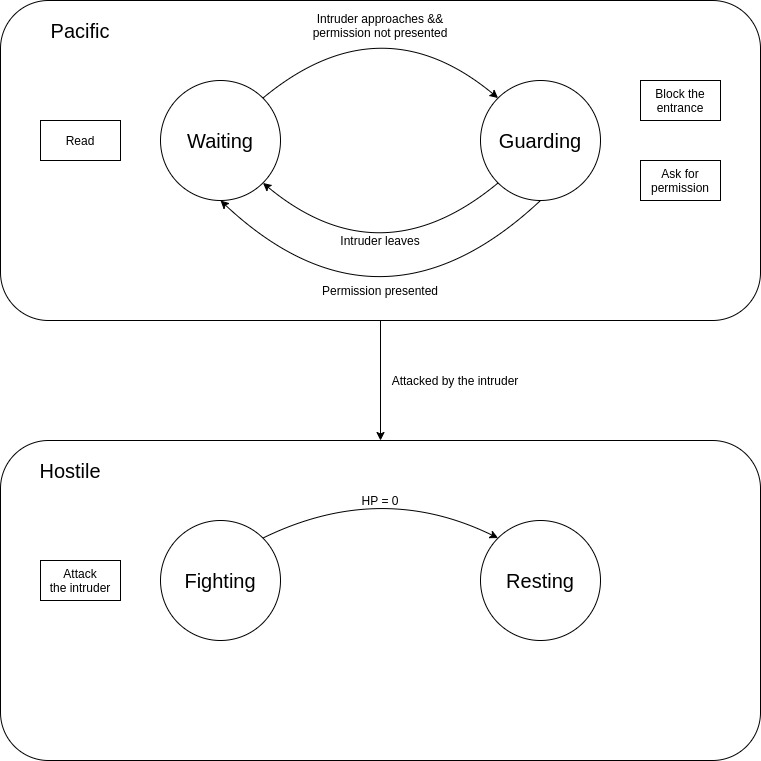 Pacific
Intruder approaches &&
permission not presented
Read
Waiting
Guarding
Block the
entrance
Ask for
permission
Intruder leaves
Permission presented
Attacked by the intruder
Hostile
HP = 0
Attack
the intruder
Fighting
Resting